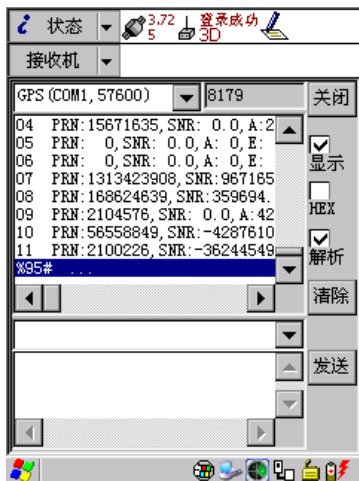 状态 3.72 登录成功
5 3D
接收机
GPS (COM1, 57600) 8179 关闭
04 PRN:15671635, SNR: 0.0, A:2
05 PRN: 0, SNR: 0.0, A: 0, E:
06 PRN: 0, SNR: 0.0, A: 0, E:
07 PRN:1313423908, SNR:967165
08 PRN:168624639, SNR:359694.
09 PRN:2104576, SNR: 0.0, A:42
10 PRN:56558849, SNR:-4287610
11 PRN:2100226, SNR:-36244549
%95# ...
显示
HEX
解析
清除
发送